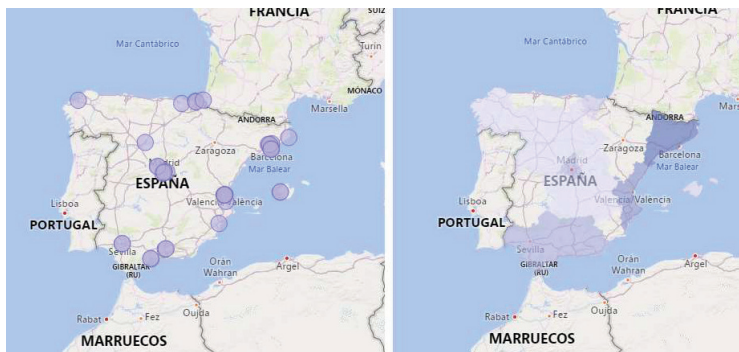 FRANCIA
SUIZ
Mar Cantábrico
Turín
MÓNACO
Marsella
ANDORRA
Zaragoza
Barcelona
Mar Balear
Madrid
ESPAÑA
Lisboa
PORTUGAL
Valencia/València
Sevilla
GIBRALTAR
(RU)
Orán
Wahran
Argel
Rabat
Fez
Oujda
MARRUECOS
FRANCIA
Mar Cantábrico
Marsella
ANDORRA
Zaragoza
Barcelona
Mar Balear
Madrid
ESPAÑA
Lisboa
PORTUGAL
Valencia/València
Sevilla
GIBRALTAR
(RU)
Orán
Wahran
Argel
Rabat
Fez
Oujda
MARRUECOS